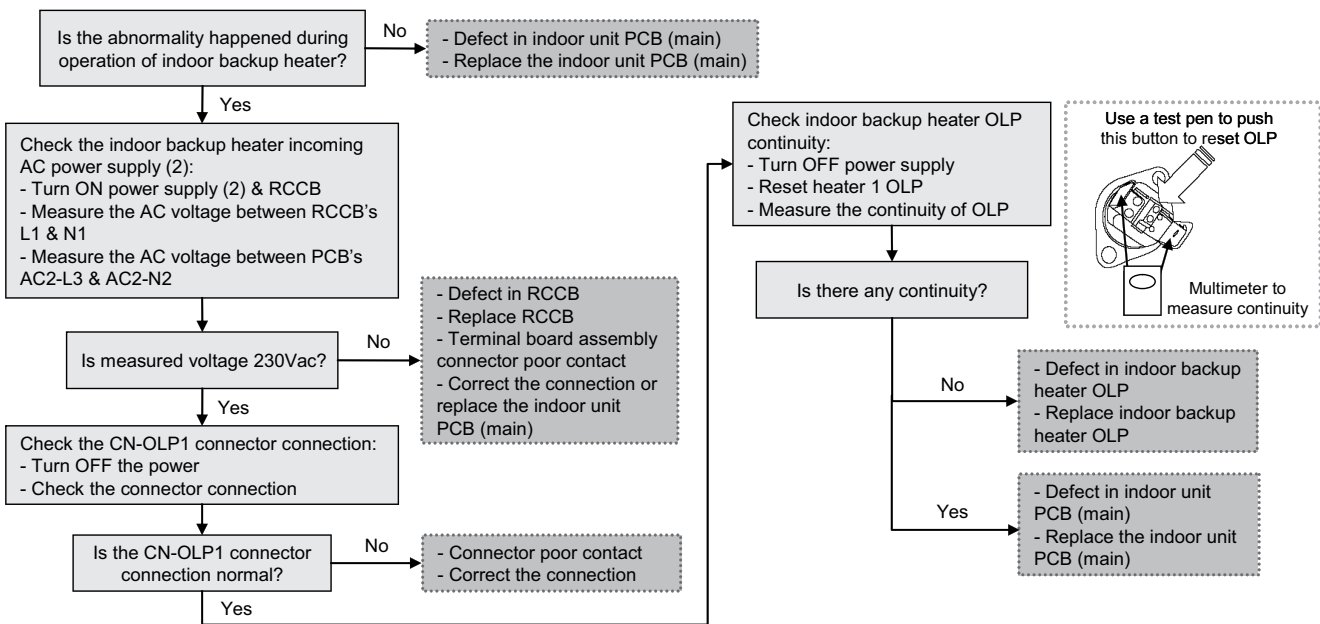 Is the abnormality happened during
operation of indoor backup heater?
No
- Defect in indoor unit PCB (main)
- Replace the indoor unit PCB (main)
Yes
Check the indoor backup heater incoming
AC power supply (2):
- Turn ON power supply (2) & RCCB
- Measure the AC voltage between RCCB's
L1 & N1
- Measure the AC voltage between PCB's
AC2-L3 & AC2-N2
Is measured voltage 230Vac?
No
- Defect in RCCB
- Replace RCCB
- Terminal board assembly
connector poor contact
- Correct the connection or
replace the indoor unit
PCB (main)
Yes
Check the CN-OLP1 connector connection:
- Turn OFF the power
- Check the connector connection
Is the CN-OLP1 connector
connection normal?
No
- Connector poor contact
- Correct the connection
Yes
Check indoor backup heater OLP
continuity:
- Turn OFF power supply
- Reset heater 1 OLP
- Measure the continuity of OLP
Use a test pen to push
this button to reset OLP
Multimeter to
measure continuity
Is there any continuity?
No
- Defect in indoor backup
heater OLP
- Replace indoor backup
heater OLP
Yes
- Defect in indoor unit
PCB (main)
- Replace the indoor unit
PCB (main)